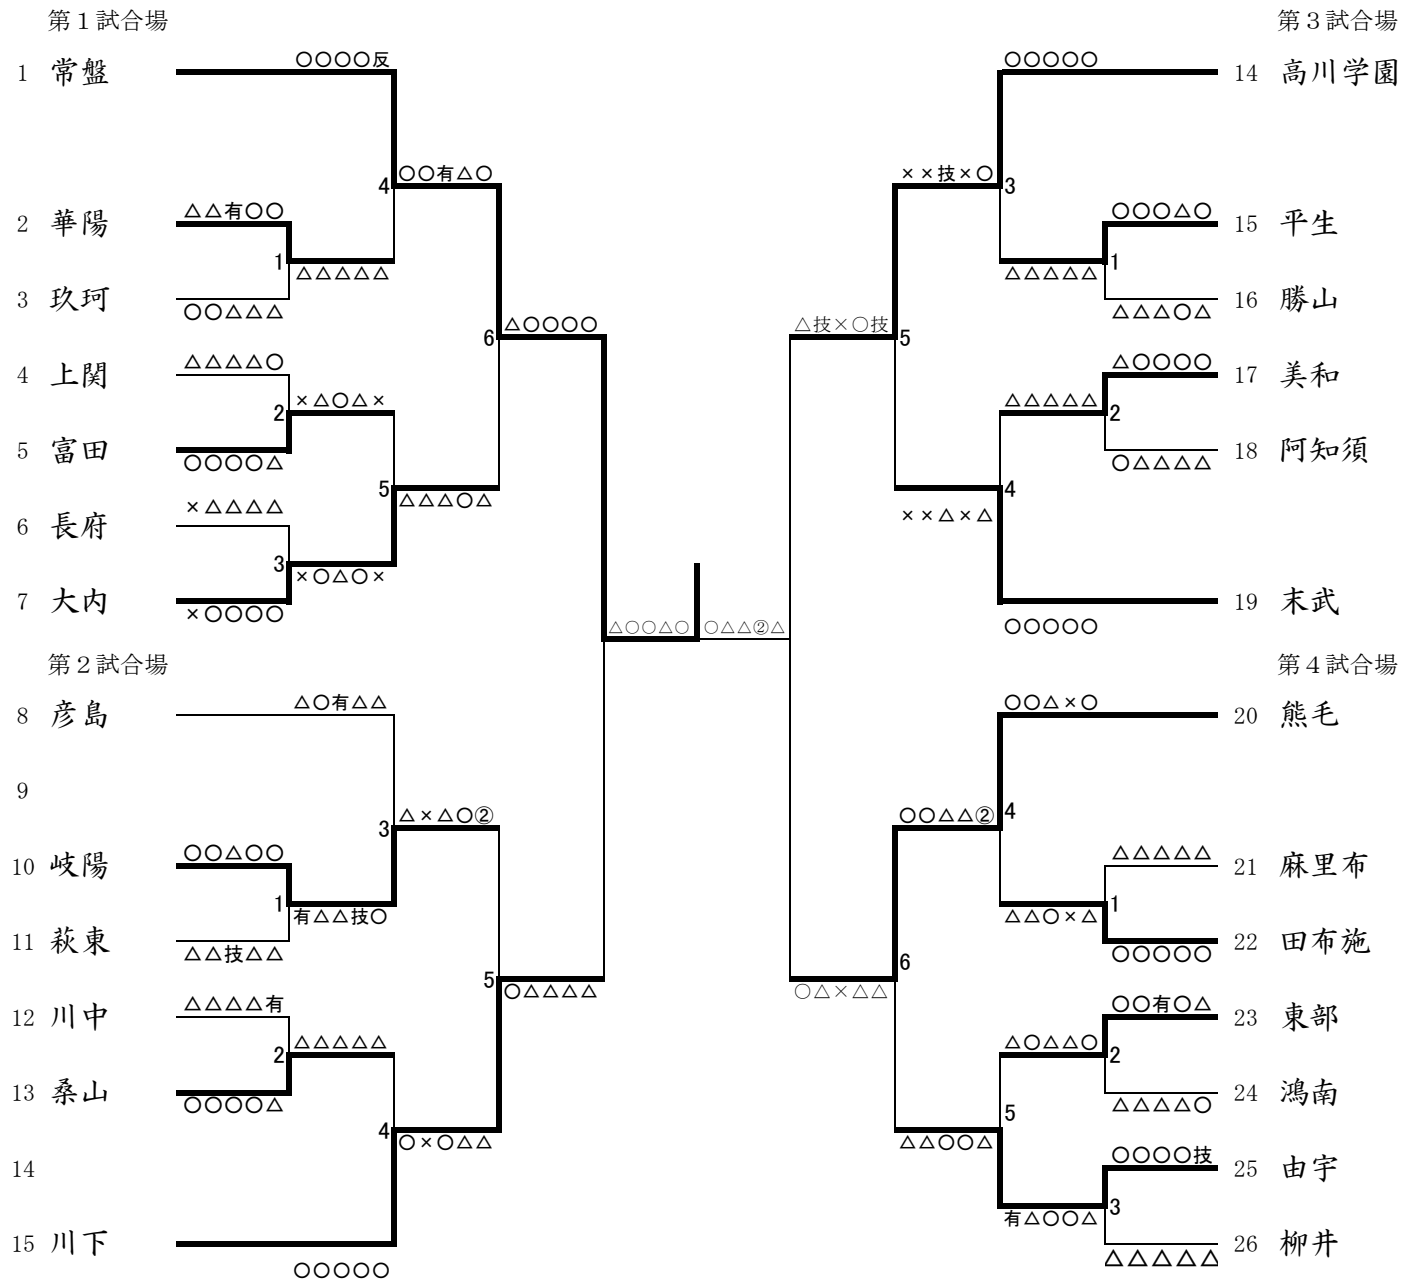 第１試合場
1 常盤
○○○○反
4
○○有△○
2 華陽
△△有○○
1
△△△△△
3 玖珂
○○△△△
6
△○○○○
4 上関
△△△△○
2
×△○△×
5 富田
○○○○△
5
△△△○△
6 長府
×△△△△
3
×○△○×
7 大内
×○○○○
△○○△○
第２試合場
8 彦島
△○有△△
9
3
△×△○②
10 岐陽
○○△○○
1
有△△技○
11 萩東
△△技△△
5
○△△△△
12 川中
△△△△有
2
△△△△△
13 桑山
○○○○△
4
○×○△△
14
15 川下
○○○○○
第３試合場
○○○○○
14 高川学園
××技×○
3
○○○△○
15 平生
△△△△△
1
16 勝山
△△△○△
△技×○技
5
△○○○○
17 美和
△△△△△
2
18 阿知須
○△△△△
4
××△×△
19 末武
○○○○○
○△△②△
第４試合場
○○△×○
20 熊毛
○○△△②
4
△△△△△
21 麻里布
△△○×△
1
22 田布施
○○○○○
6
○△×△△
○○有○△
23 東部
△○△△○
2
24 鴻南
△△△△○
5
△△○○△
○○○○技
25 由宇
有△○○△
3
26 柳井
△△△△△